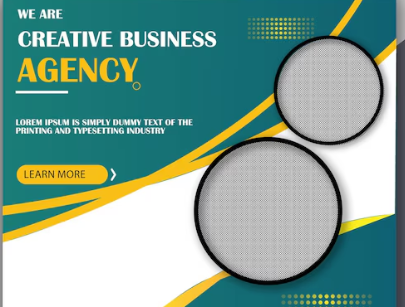 WE ARE
CREATIVE BUSINESS
AGENCY
LOREM IPSUM IS SIMPLY DUMMY TEXT OF THE
PRINTING AND TYPESETTING INDUSTRY
LEARN MORE